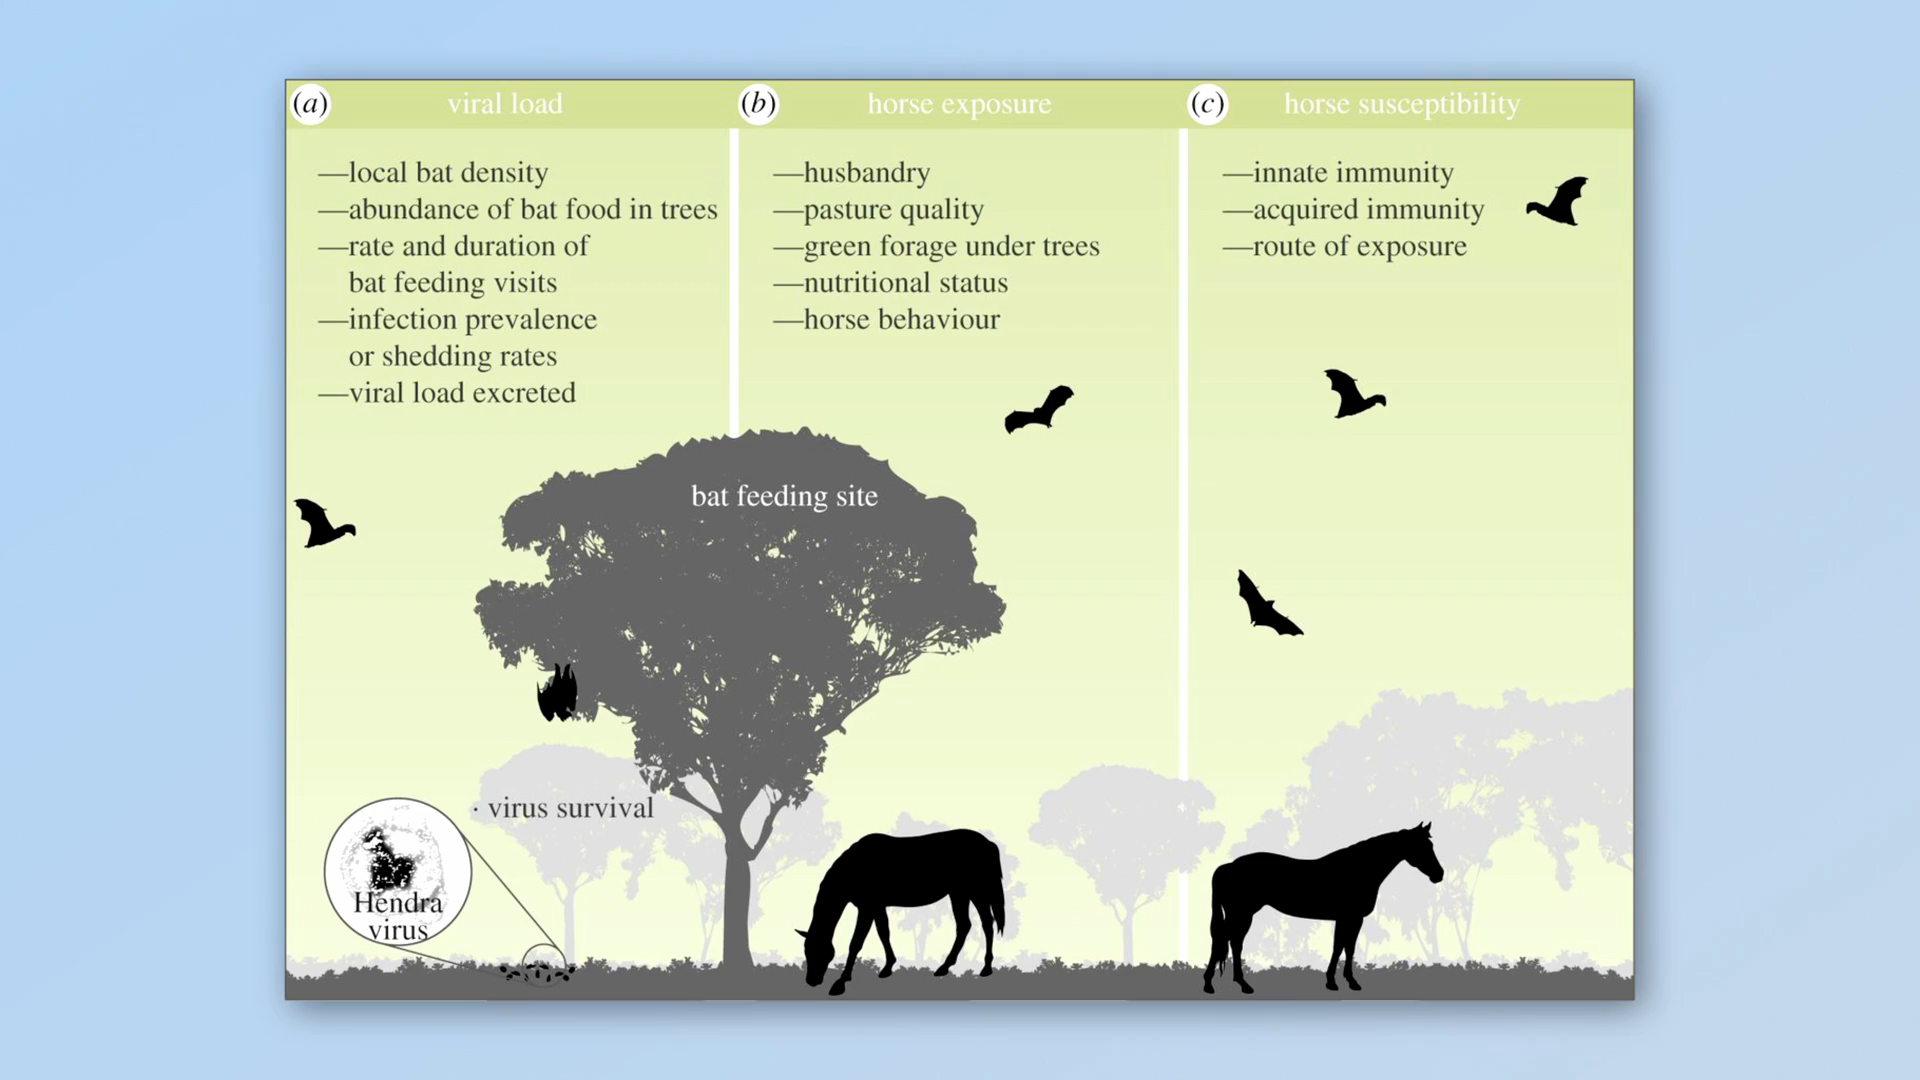 (a) viral load
—local bat density
—abundance of bat food in trees
—rate and duration of
bat feeding visits
—infection prevalence
or shedding rates
—viral load excreted
(b) horse exposure
—husbandry
—pasture quality
—green forage under trees
—nutritional status
—horse behaviour
(c) horse susceptibility
—innate immunity
—acquired immunity
—route of exposure
bat feeding site
· virus survival
Hendra
virus